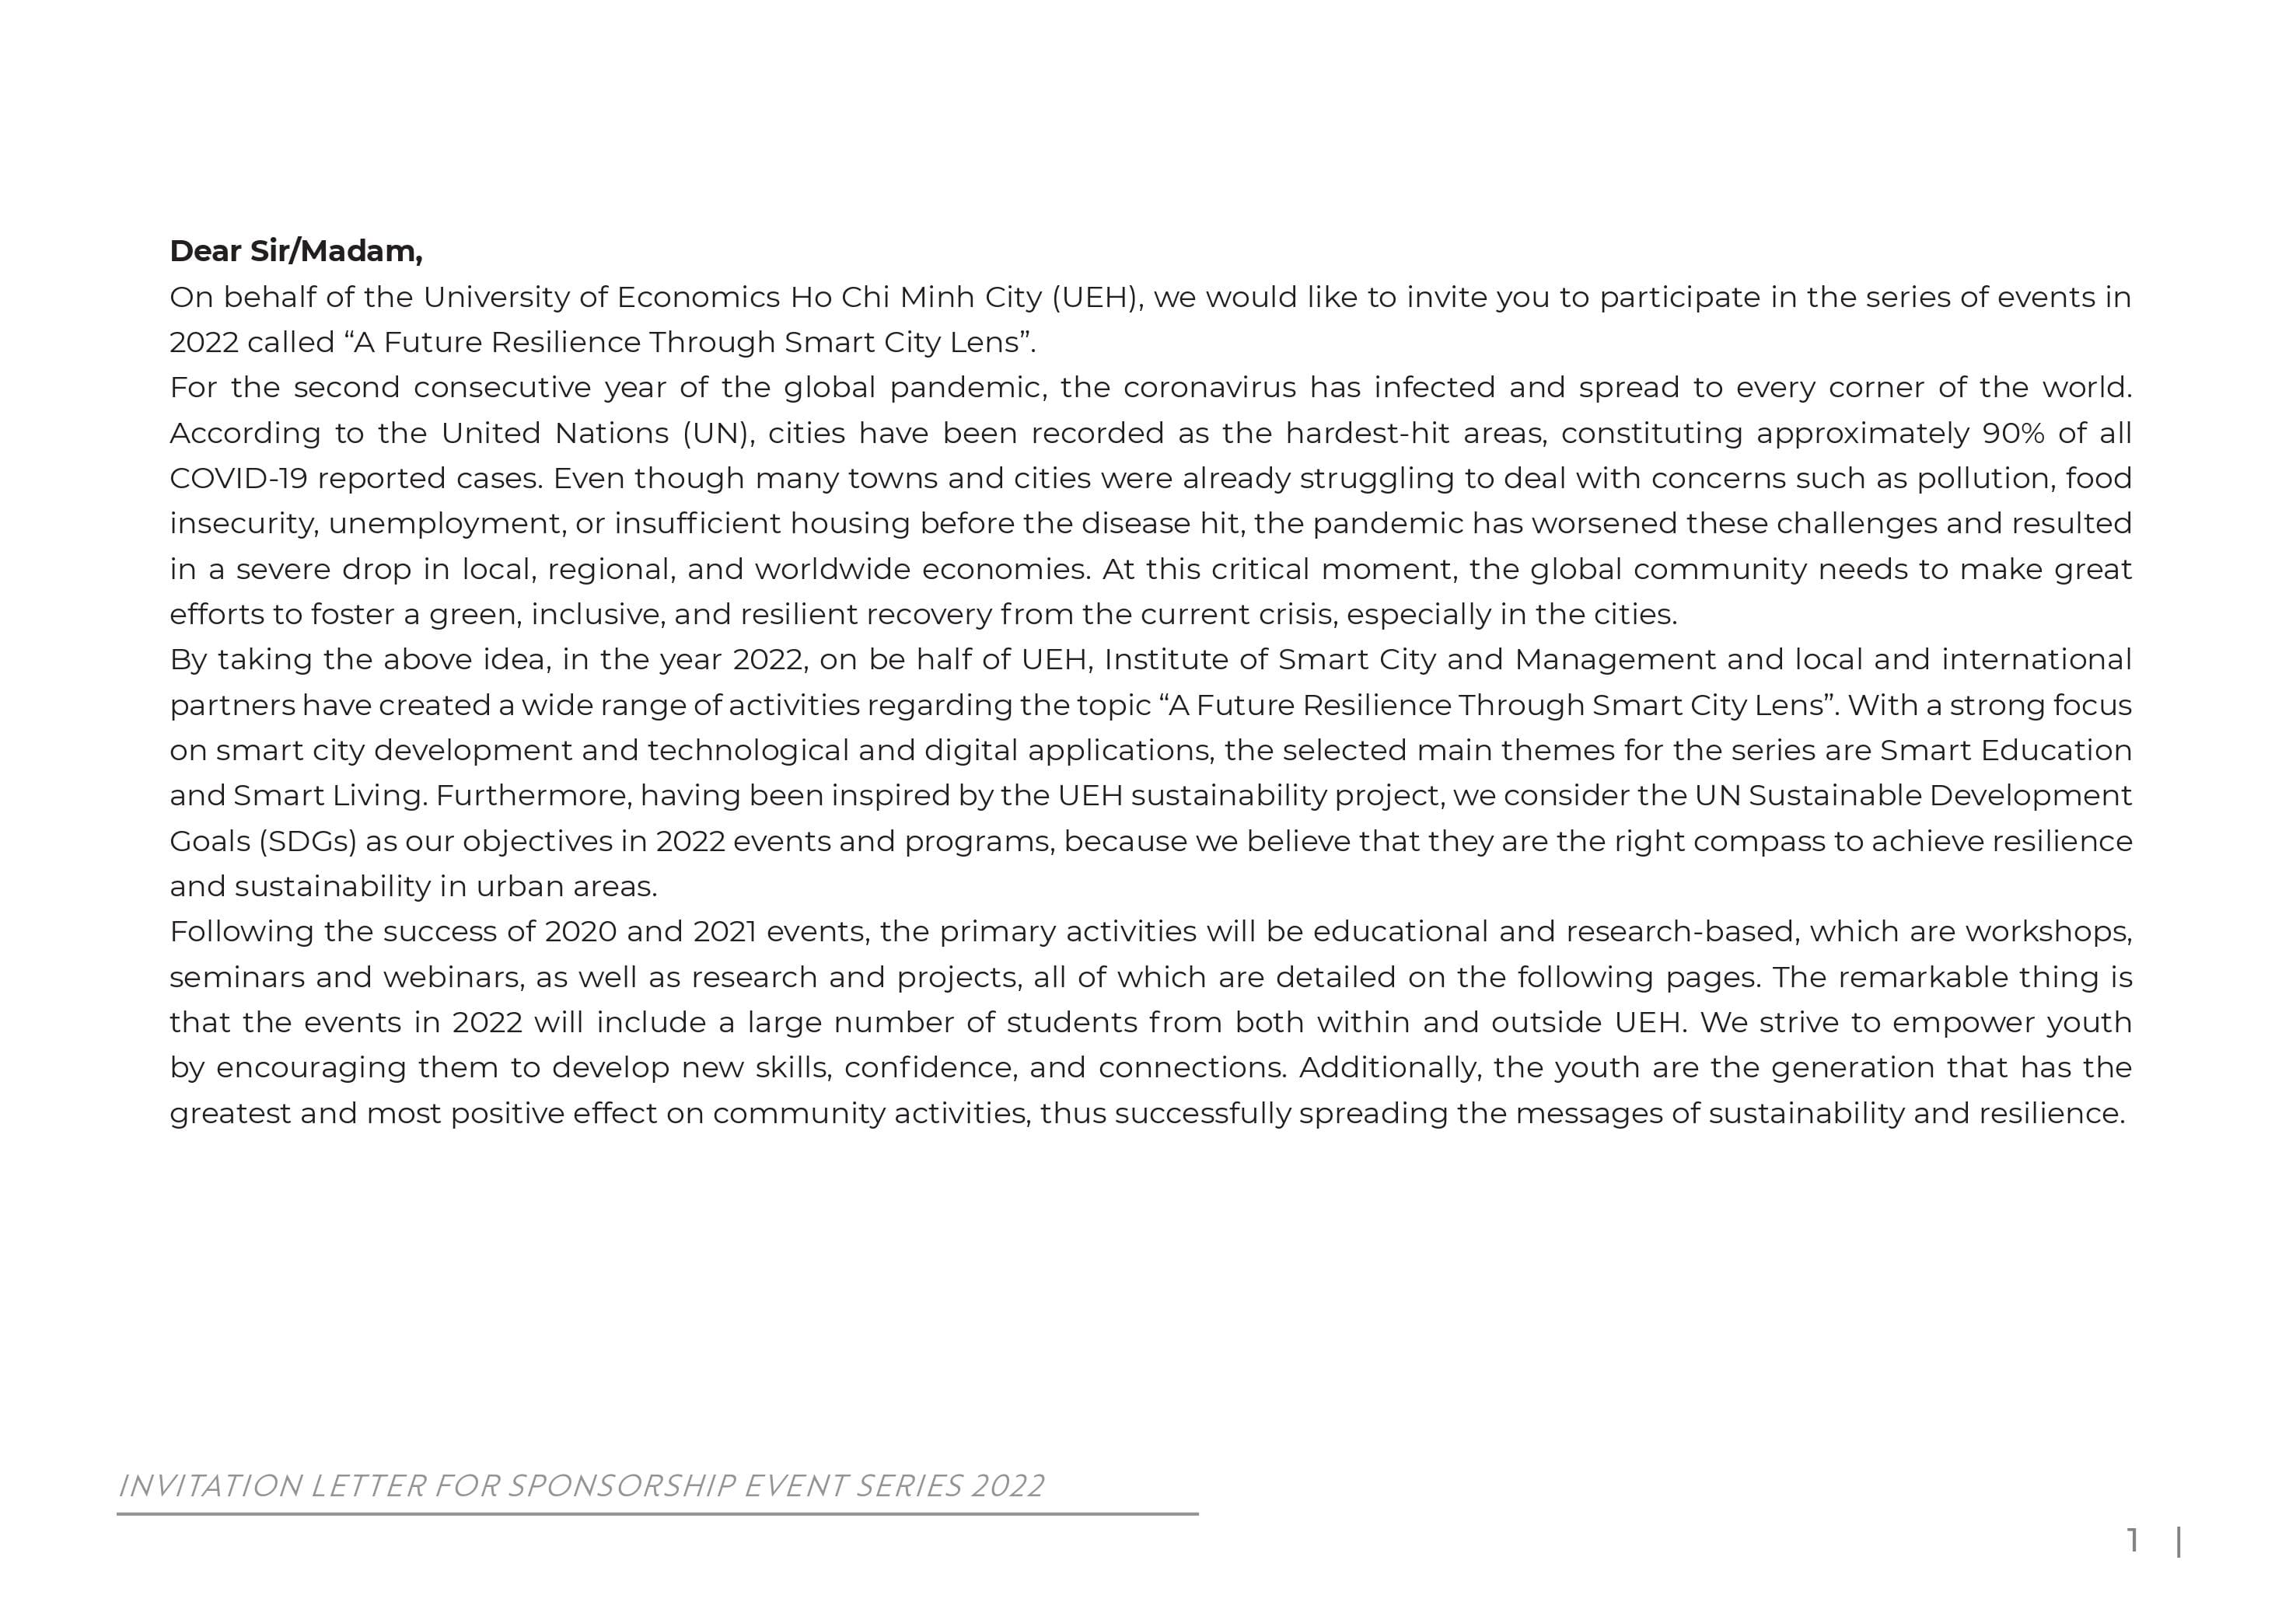 Dear Sir/Madam,
On behalf of the University of Economics Ho Chi Minh City (UEH), we would like to invite you to participate in the series of events in
2022 called “A Future Resilience Through Smart City Lens”.
For the second consecutive year of the global pandemic, the coronavirus has infected and spread to every corner of the world.
According to the United Nations (UN), cities have been recorded as the hardest-hit areas, constituting approximately 90% of all
COVID-19 reported cases. Even though many towns and cities were already struggling to deal with concerns such as pollution, food
insecurity, unemployment, or insufficient housing before the disease hit, the pandemic has worsened these challenges and resulted
in a severe drop in local, regional, and worldwide economies. At this critical moment, the global community needs to make great
efforts to foster a green, inclusive, and resilient recovery from the current crisis, especially in the cities.
By taking the above idea, in the year 2022, on be half of UEH, Institute of Smart City and Management and local and international
partners have created a wide range of activities regarding the topic “A Future Resilience Through Smart City Lens”. With a strong focus
on smart city development and technological and digital applications, the selected main themes for the series are Smart Education
and Smart Living. Furthermore, having been inspired by the UEH sustainability project, we consider the UN Sustainable Development
Goals (SDGs) as our objectives in 2022 events and programs, because we believe that they are the right compass to achieve resilience
and sustainability in urban areas.
Following the success of 2020 and 2021 events, the primary activities will be educational and research-based, which are workshops,
seminars and webinars, as well as research and projects, all of which are detailed on the following pages. The remarkable thing is
that the events in 2022 will include a large number of students from both within and outside UEH. We strive to empower youth
by encouraging them to develop new skills, confidence, and connections. Additionally, the youth are the generation that has the
greatest and most positive effect on community activities, thus successfully spreading the messages of sustainability and resilience.
INVITATION LETTER FOR SPONSORSHIP EVENT SERIES 2022
1 |